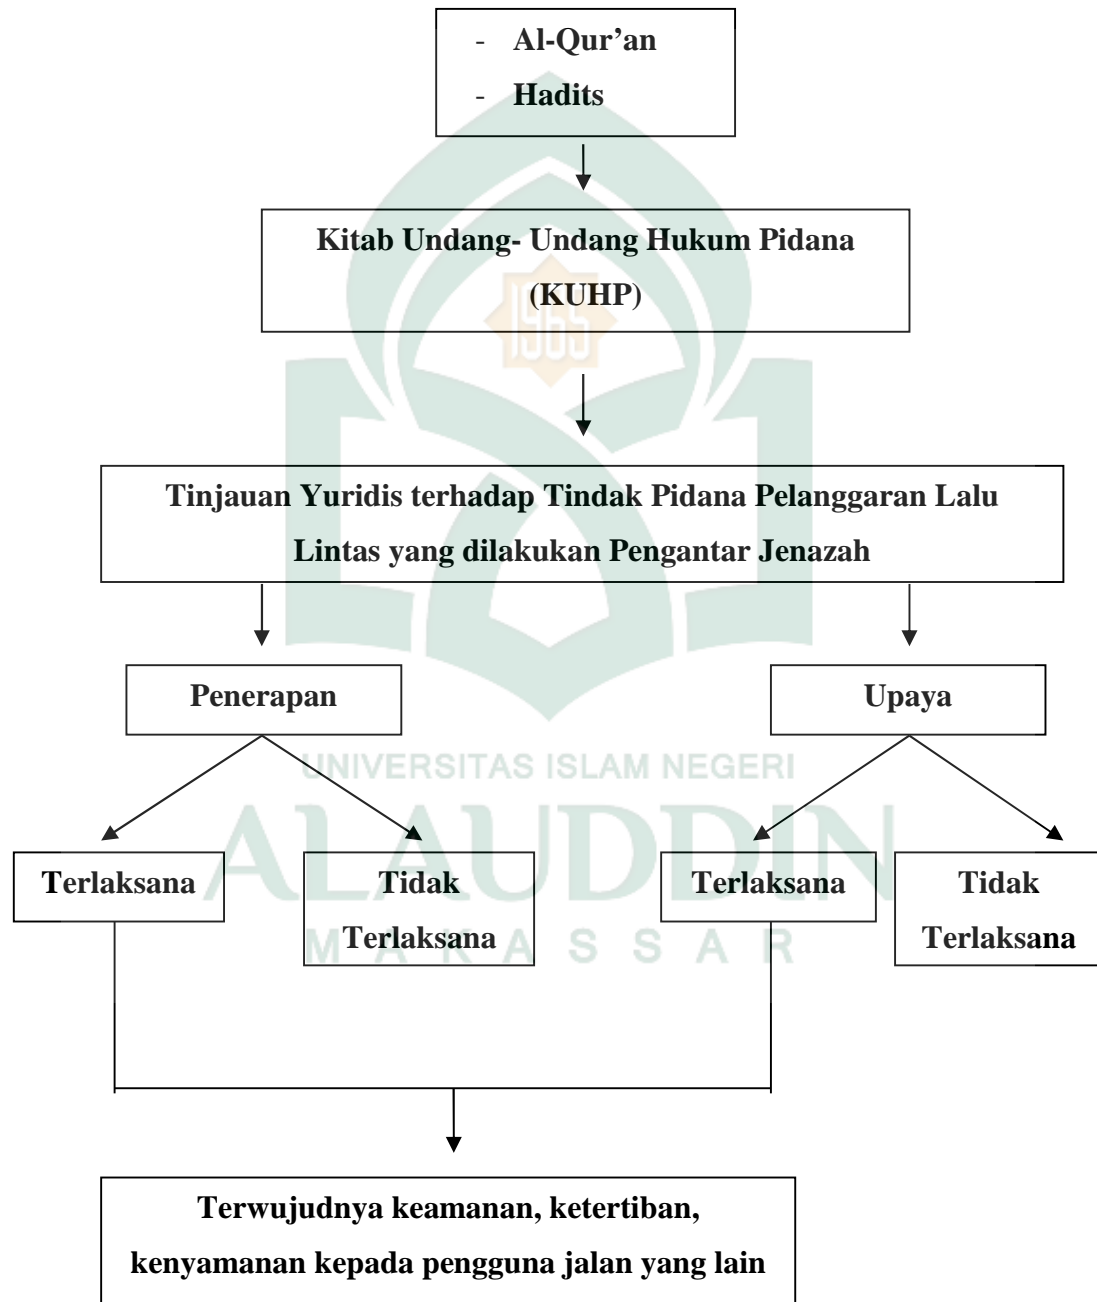 - Al-Qur’an
- Hadits
Kitab Undang- Undang Hukum Pidana
(KUHP)
1965
Tinjauan Yuridis terhadap Tindak Pidana Pelanggaran Lalu
Lintas yang dilakukan Pengantar Jenazah
Penerapan
Upaya
UNIVERSITAS ISLAM NEGERI
ALAUDDIN
MAKASSAR
Terlaksana
Tidak
Terlaksana
Terlaksana
Tidak
Terlaksana
Terwujudnya keamanan, ketertiban,
kenyamanan kepada pengguna jalan yang lain